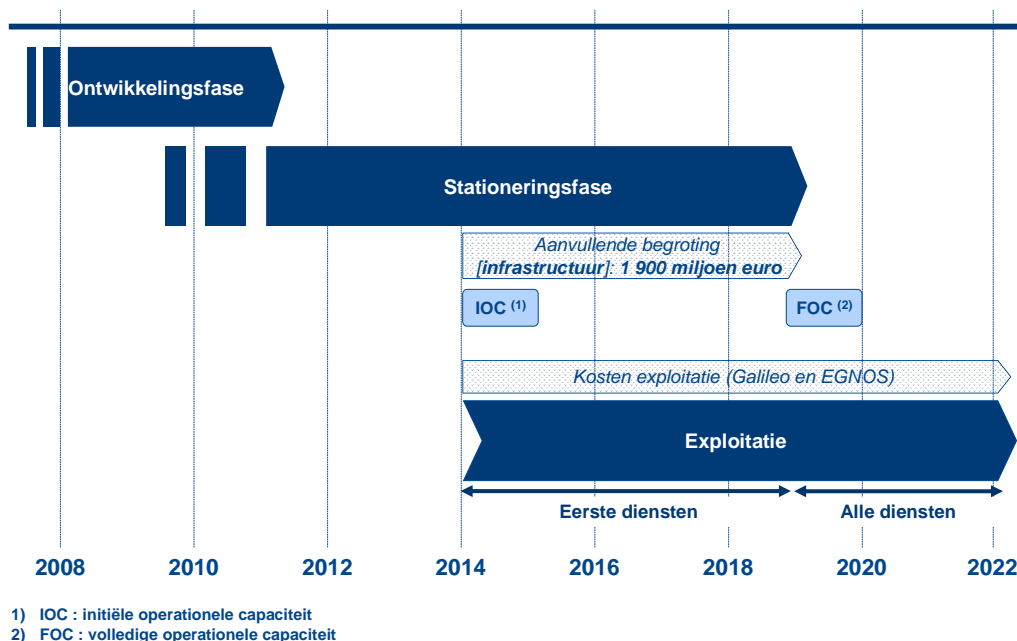 Ontwikkelingsfase
Stationeringsfase
Aanvullende begroting
[infrastructuur]: 1 900 miljoen euro
IOC (1)
FOC (2)
Kosten exploitatie (Galileo en EGNOS)
Exploitatie
Eerste diensten
Alle diensten
2008 2010 2012 2014 2016 2018 2020 2022
1) IOC : initiële operationele capaciteit
2) FOC : volledige operationele capaciteit